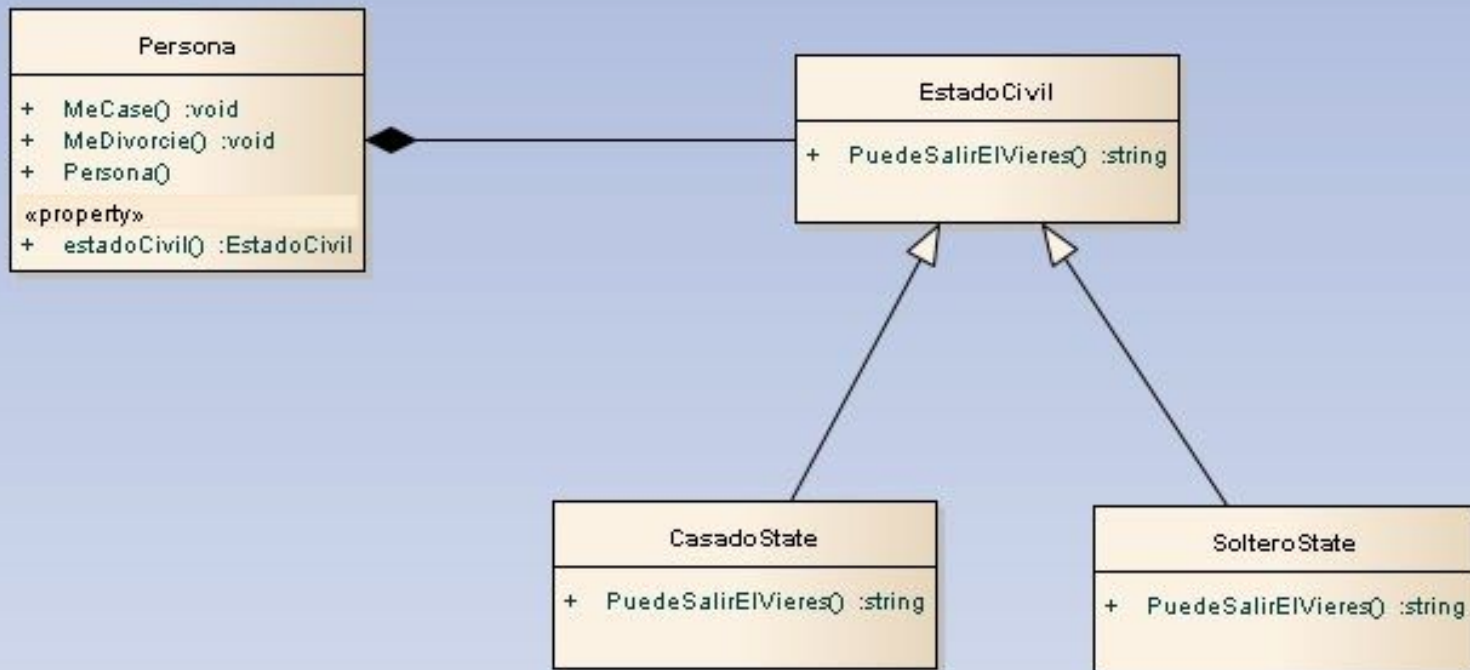 Persona
+ MeCase() :void
+ MeDivorcie() :void
+ Persona()
«property»
+ estadoCivil() :EstadoCivil
EstadoCivil
+ PuedeSalirElVieres() :string
CasadoState
+ PuedeSalirElVieres() :string
SolteroState
+ PuedeSalirElVieres() :string